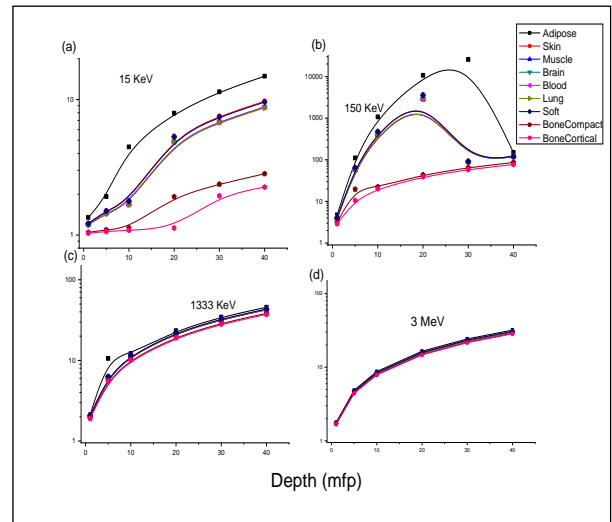 (a)
15 KeV
10
1
0
10
20
30
40
(b)
150 KeV
10000
1000
100
10
1
0
10
20
30
40
Adipose
Skin
Muscle
Brain
Blood
Lung
Soft
BoneCompact
BoneCortical
(c)
1333 KeV
100
10
1
0
10
20
30
40
(d)
3 MeV
100
10
1
0
10
20
30
40
Depth (mfp)